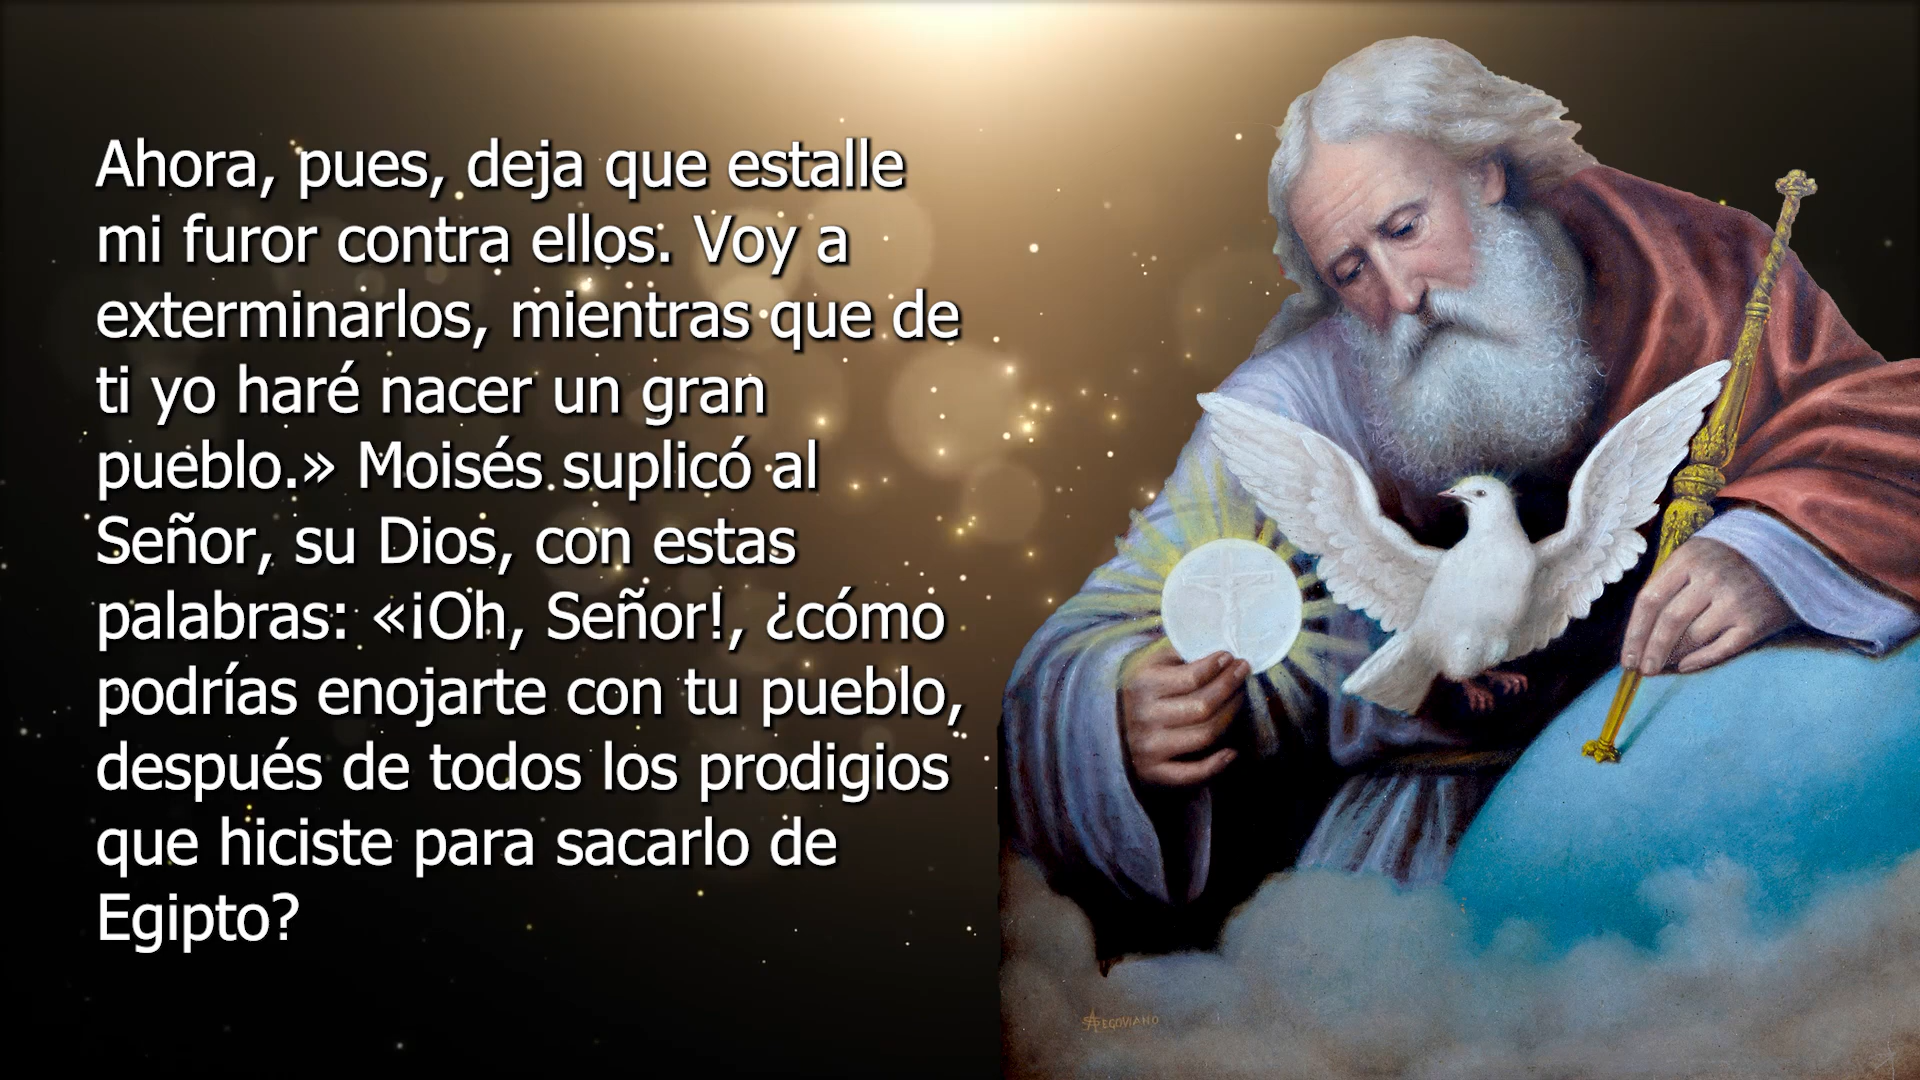 Ahora, pues, deja que estalle
mi furor contra ellos. Voy a
exterminarlos, mientras que de
ti yo haré nacer un gran
pueblo.» Moisés suplicó al
Señor, su Dios, con estas
palabras: «¡Oh, Señor!, ¿cómo
podrías enojarte con tu pueblo,
después de todos los prodigios
que hiciste para sacarlo de
Egipto?
SEGOVIANO